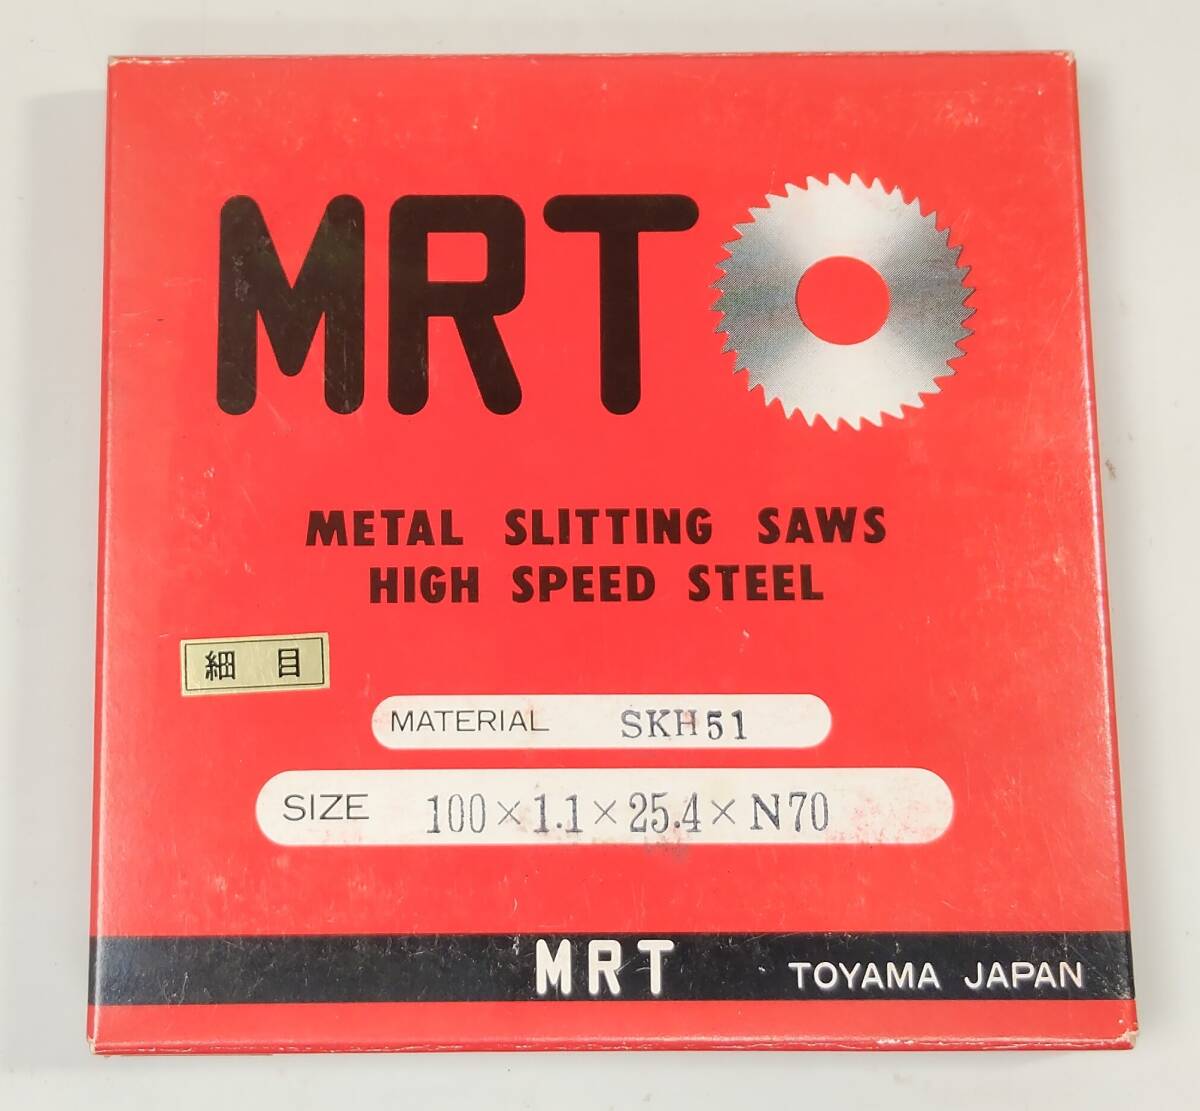 MRT
METAL SLITTING SAWS
HIGH SPEED STEEL
細 目
MATERIAL SKH51
SIZE 100×1.1×25.4×N70
MRT TOYAMA JAPAN